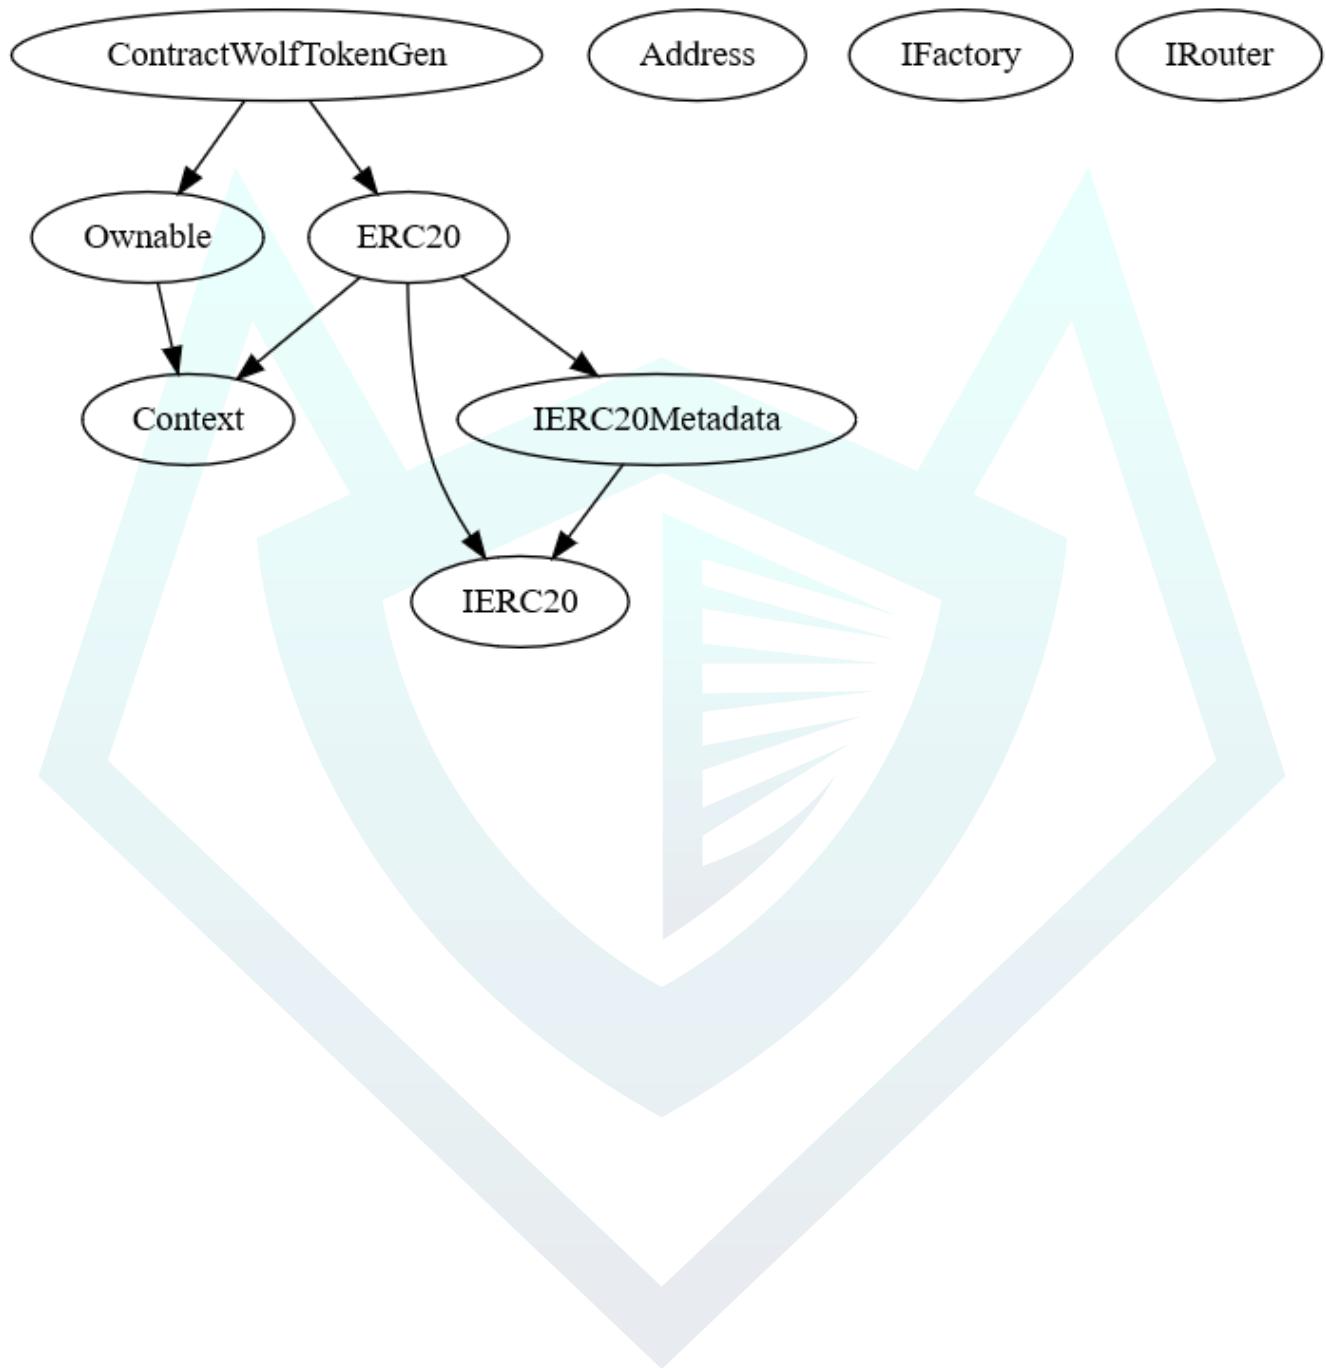 ContractWolfTokenGen
Address
IFactory
IRouter
Ownable
ERC20
Context
IERC20Metadata
IERC20